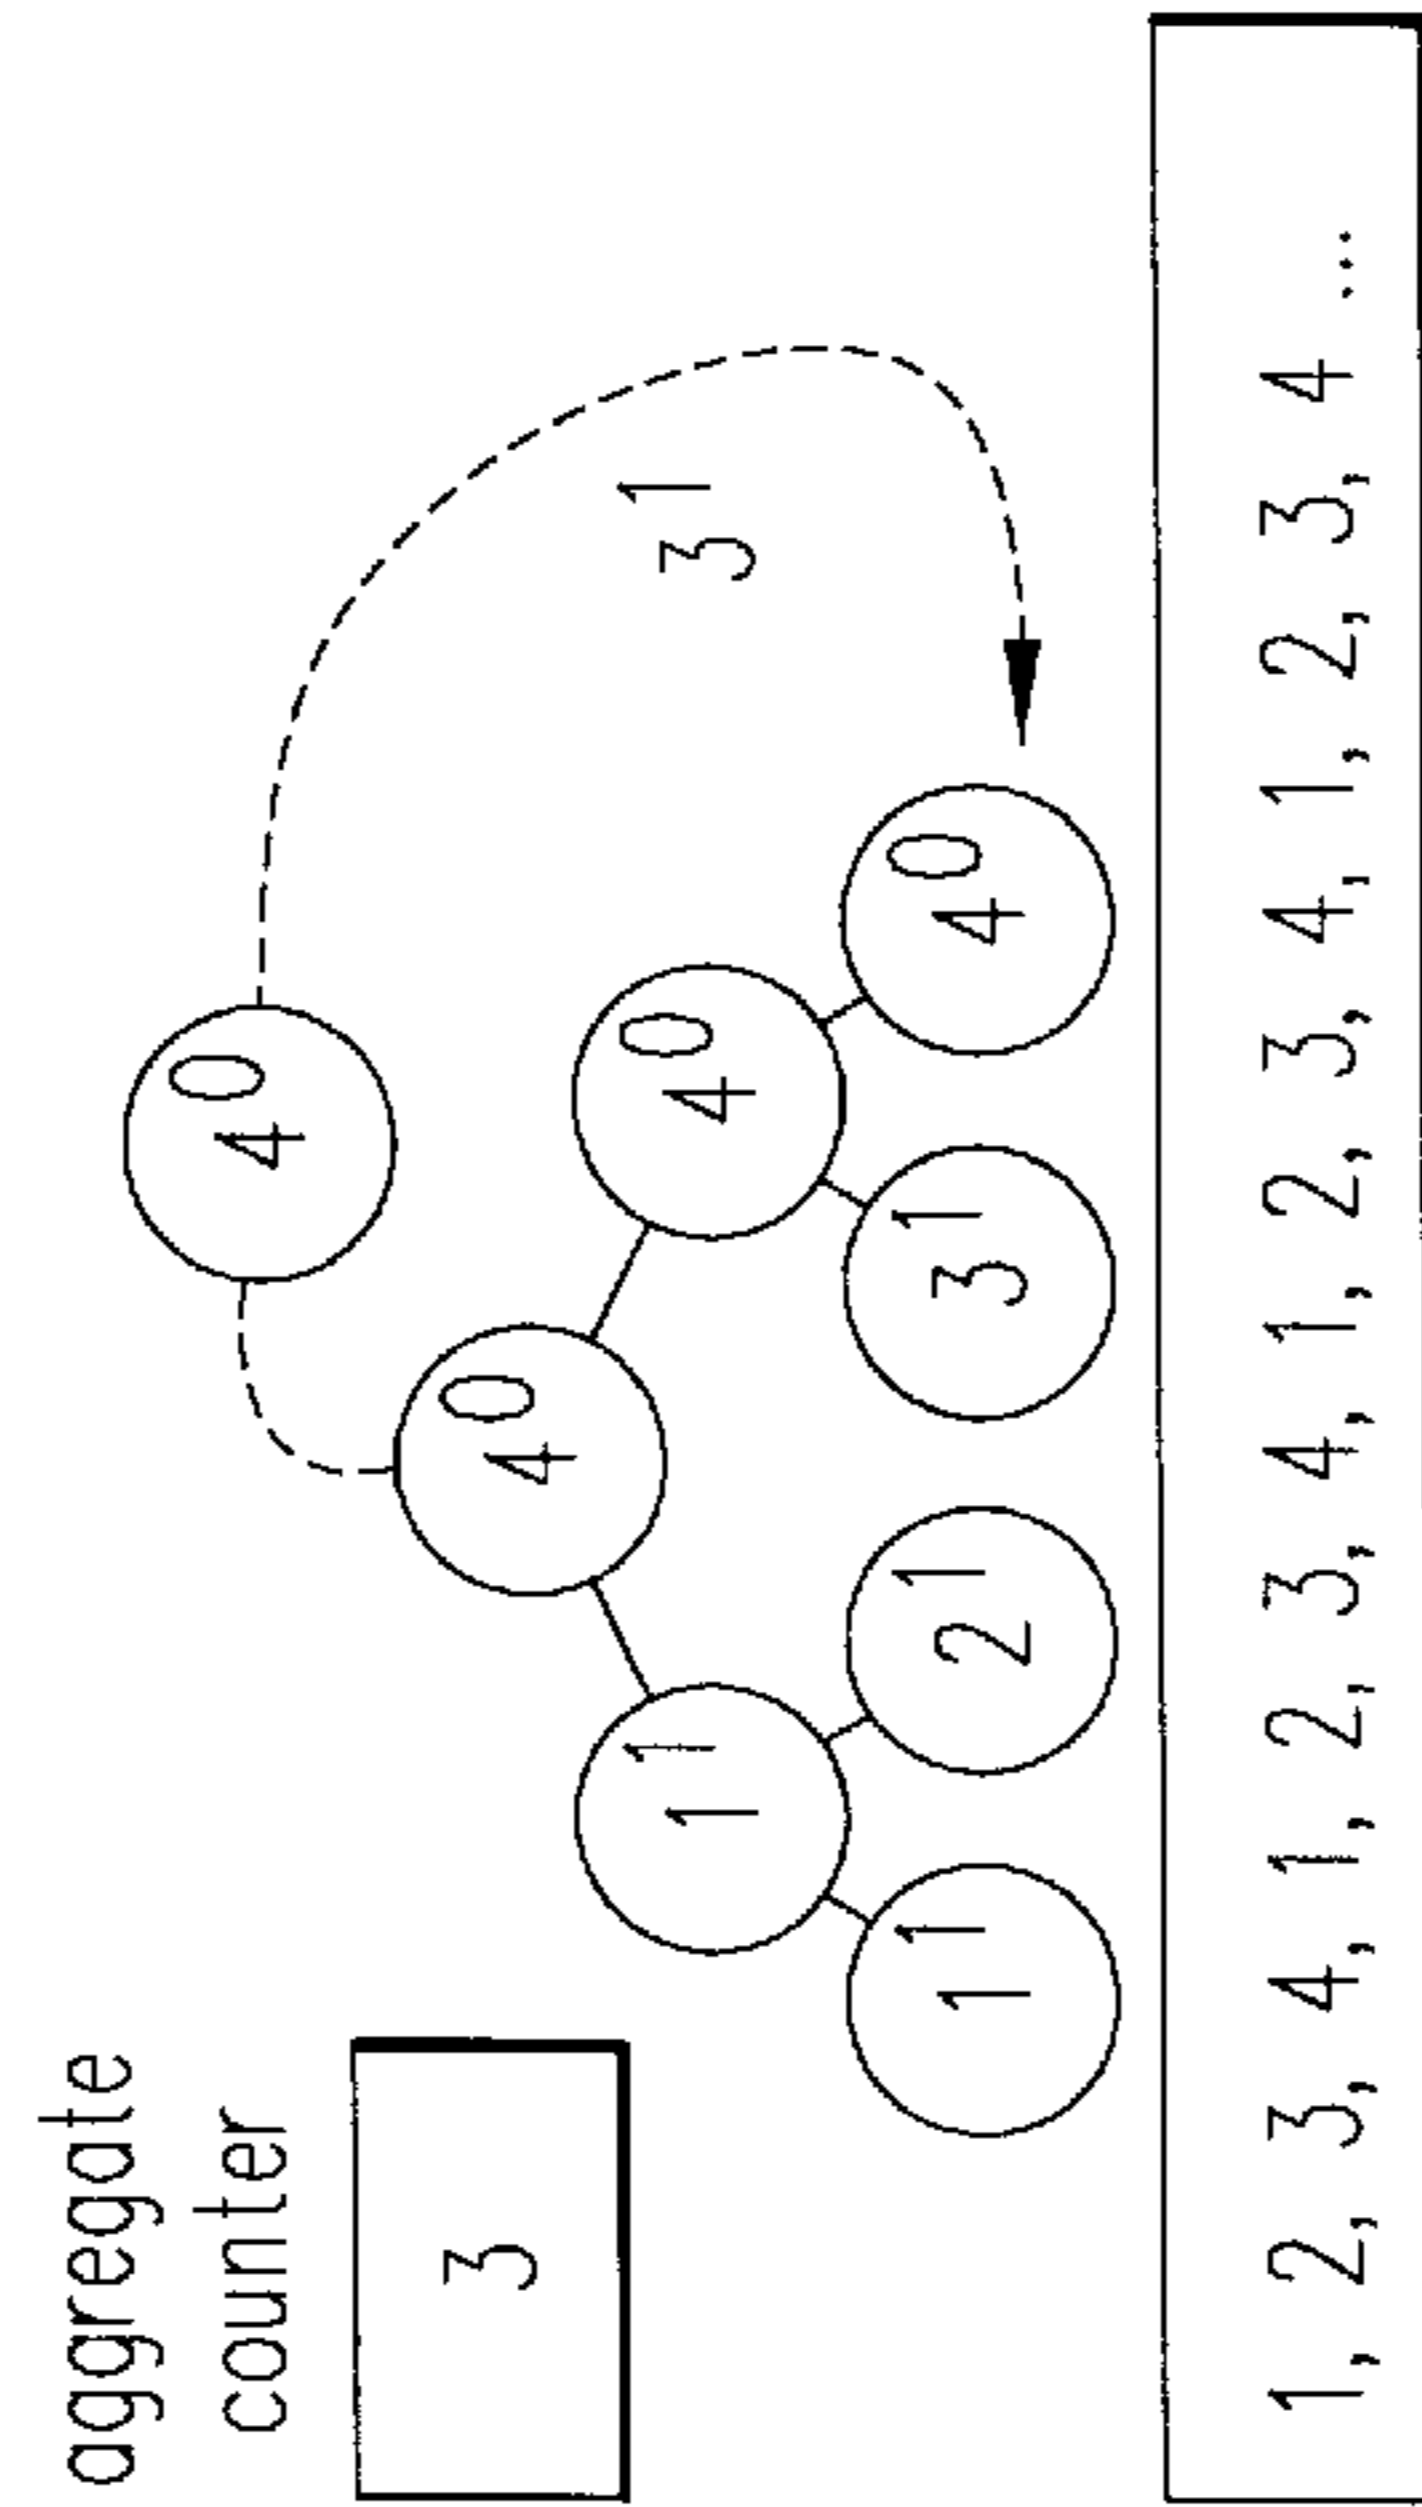 aggregate
counter
4⁰
3
4⁰
1¹ 4⁰ 3¹
1¹ 2¹ 3¹ 4⁰
1, 2, 3, 4, 1, 2, 3, 4, 1, 2, 3, 4, 1, 2, 3, 4 ...